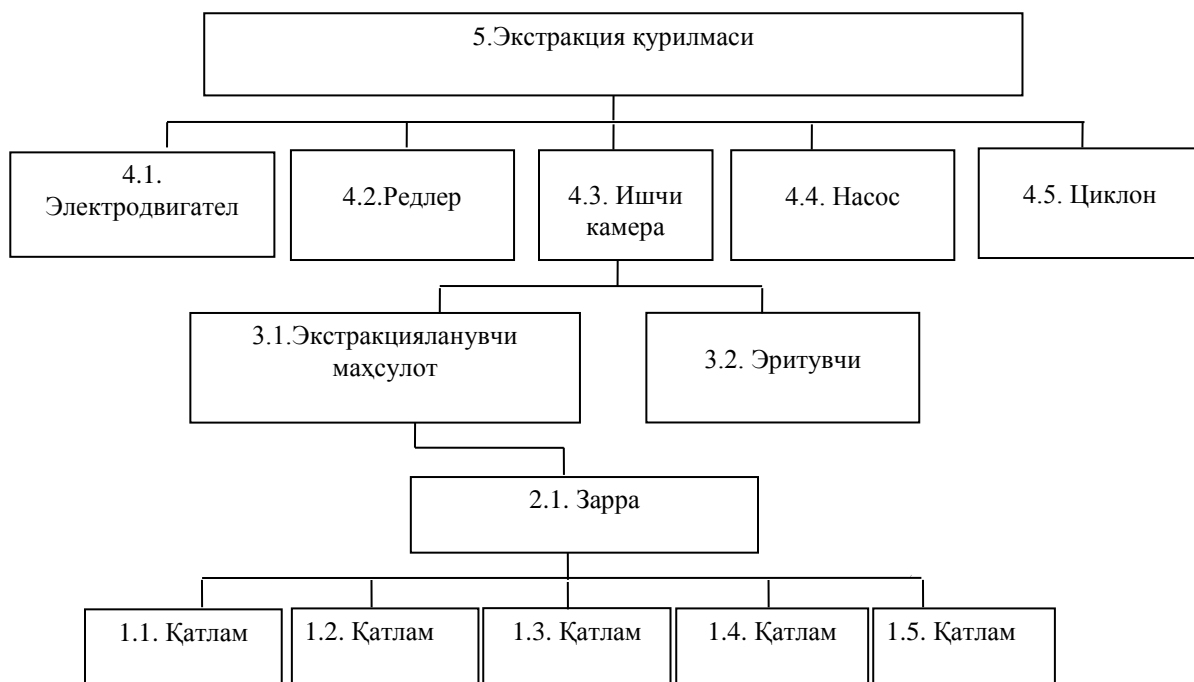 5.Экстракция қурилмаси
4.1.
Электродвигател
4.2.Редлер
4.3. Ишчи
камера
4.4. Насос
4.5. Циклон
3.1.Экстракцияланувчи
маҳсулот
3.2. Эритувчи
2.1. Зарра
1.1. Қатлам
1.2. Қатлам
1.3. Қатлам
1.4. Қатлам
1.5. Қатлам